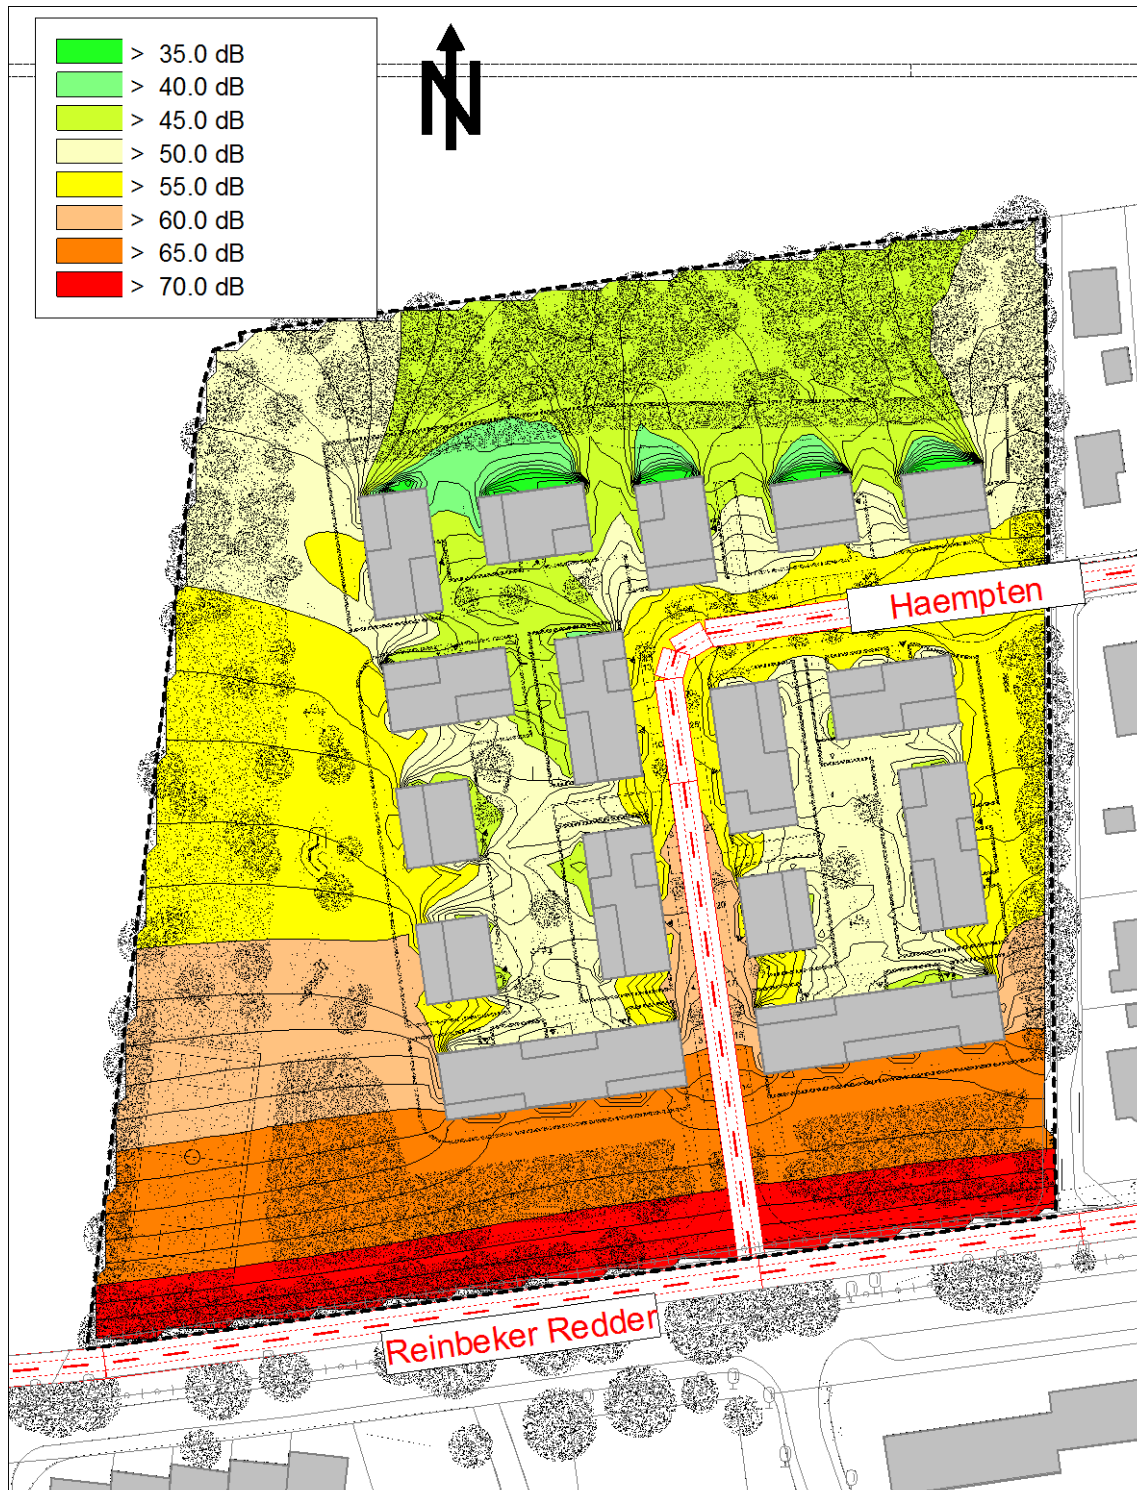 > 35.0 dB
> 40.0 dB
> 45.0 dB
> 50.0 dB
> 55.0 dB
> 60.0 dB
> 65.0 dB
> 70.0 dB
N
Haempten
Reinbeker Redder